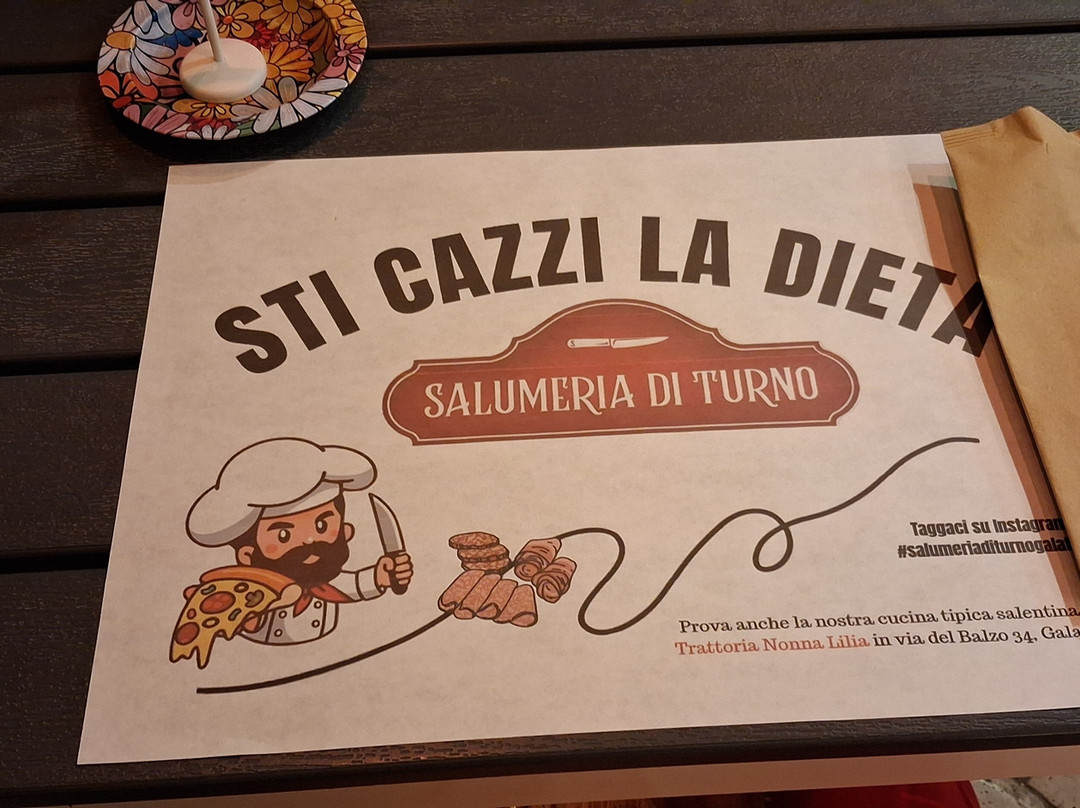 STI CAZZI LA DIETA
SALUMERIA DI TURNO
Taggaci su Instagram
Prova anche la nostra cucina tipica salentina
Trattoria Nonna Lilia in via del Balzo 34,